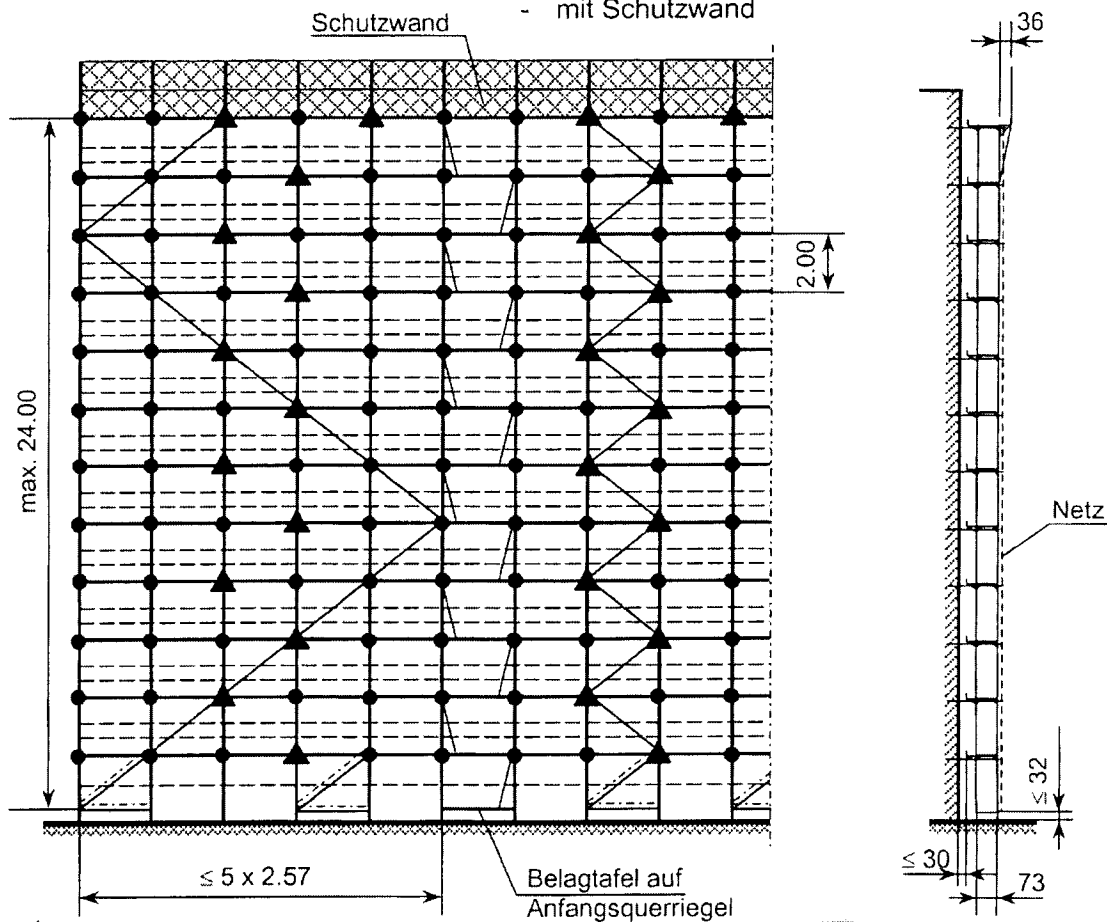 - mit Schutzwand
Schutzwand
36
max. 24.00
2.00
Netz
≤ 32
≤ 5 x 2.57
Belagtafel auf
Anfangsquerriegel
≤ 30
73